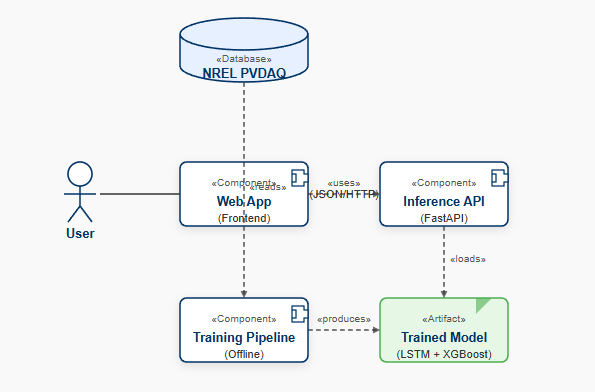 «Database»
NREL PVDAQ
«Component»
«reads»
Web App
(Frontend)
«uses»
(JSON/HTTP)
«Component»
Inference API
(FastAPI)
User
«loads»
«Component»
Training Pipeline
(Offline)
«produces»
«Artifact»
Trained Model
(LSTM + XGBoost)